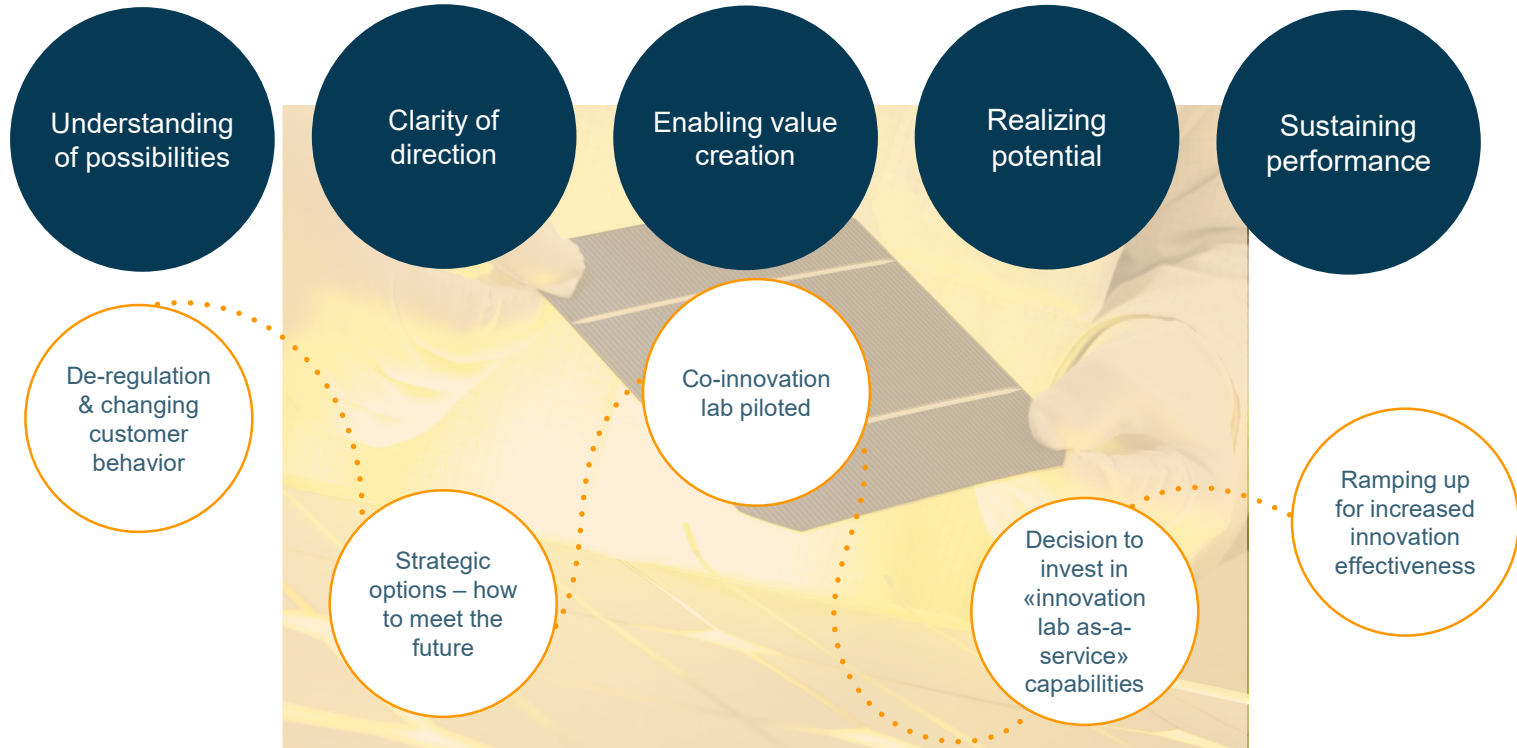 Understanding
of possibilities
Clarity of
direction
Enabling value
creation
Realizing
potential
Sustaining
performance
De-regulation
& changing
customer
behavior
Strategic
options – how
to meet the
future
Co-innovation
lab piloted
Decision to
invest in
«innovation
lab as-a-
service»
capabilities
Ramping up
for increased
innovation
effectiveness